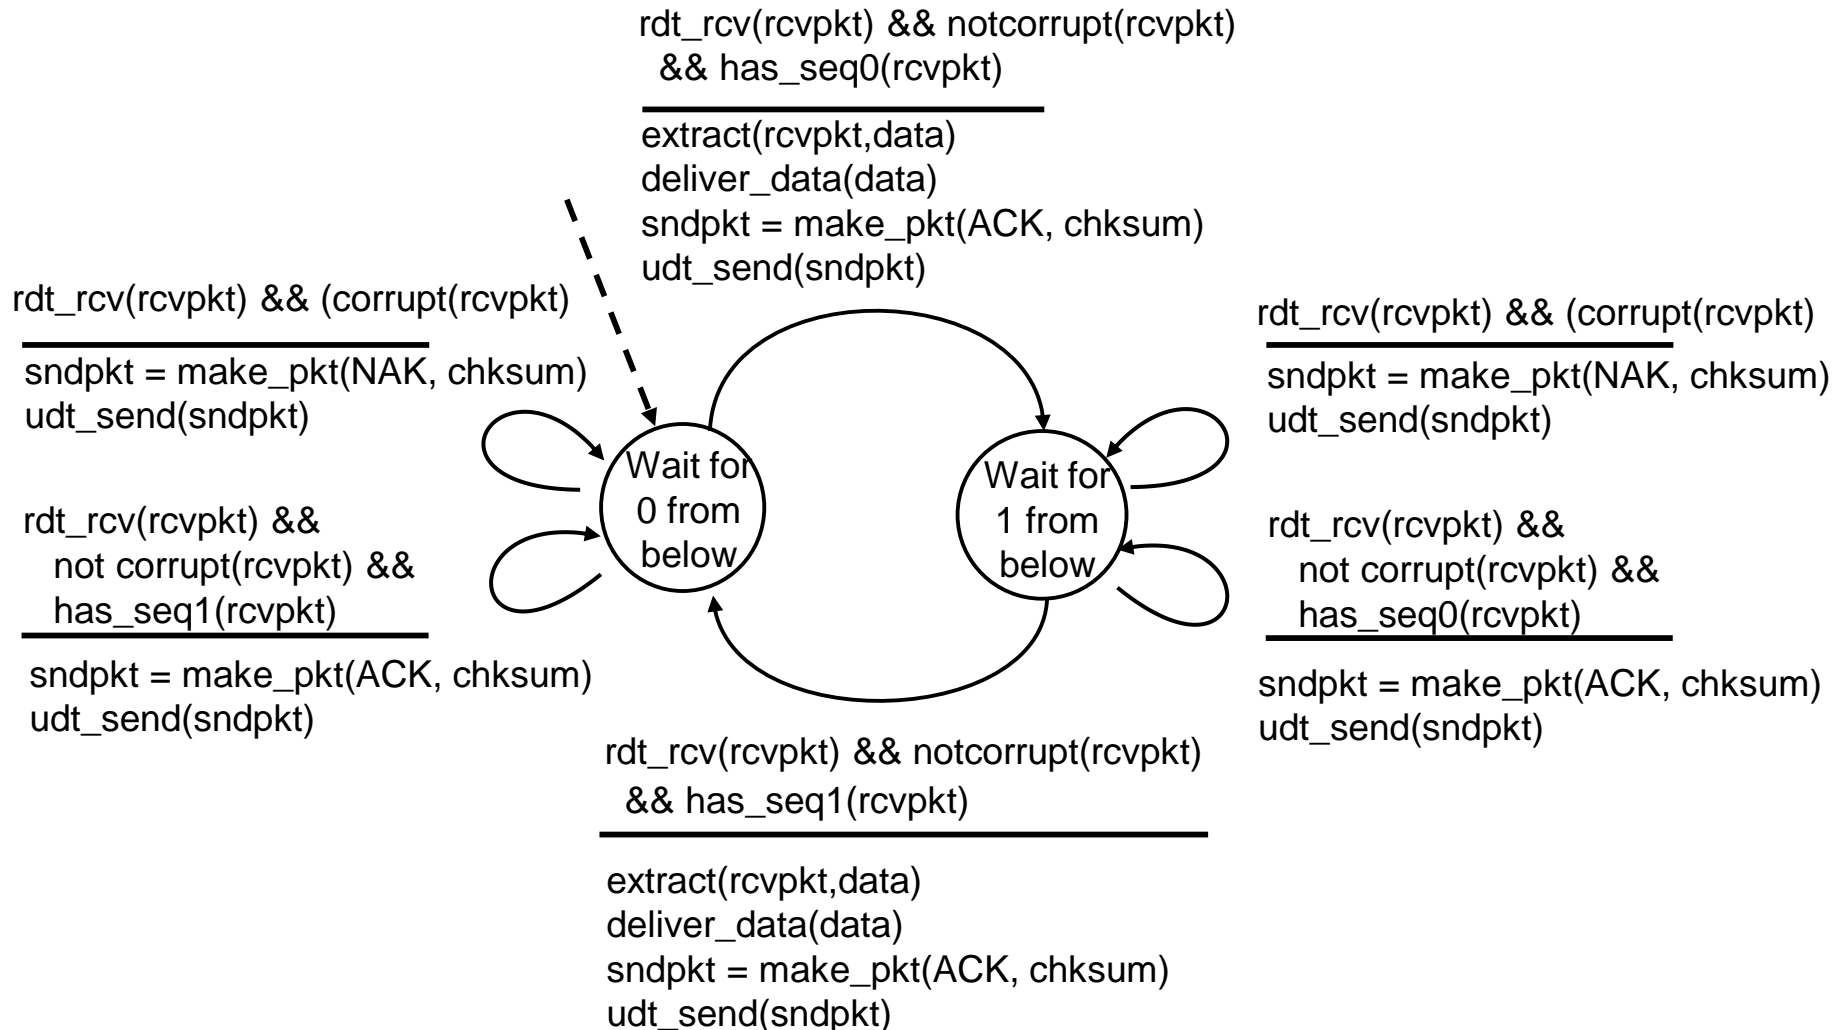 rdt_rcv(rcvpkt) && notcorrupt(rcvpkt)
&& has_seq0(rcvpkt)
extract(rcvpkt,data)
deliver_data(data)
sndpkt = make_pkt(ACK, chksum)
udt_send(sndpkt)
rdt_rcv(rcvpkt) && (corrupt(rcvpkt)
sndpkt = make_pkt(NAK, chksum)
udt_send(sndpkt)
rdt_rcv(rcvpkt) &&
not corrupt(rcvpkt) &&
has_seq1(rcvpkt)
sndpkt = make_pkt(ACK, chksum)
udt_send(sndpkt)
Wait for
0 from
below
Wait for
1 from
below
rdt_rcv(rcvpkt) && (corrupt(rcvpkt)
sndpkt = make_pkt(NAK, chksum)
udt_send(sndpkt)
rdt_rcv(rcvpkt) &&
not corrupt(rcvpkt) &&
has_seq0(rcvpkt)
sndpkt = make_pkt(ACK, chksum)
udt_send(sndpkt)
rdt_rcv(rcvpkt) && notcorrupt(rcvpkt)
&& has_seq1(rcvpkt)
extract(rcvpkt,data)
deliver_data(data)
sndpkt = make_pkt(ACK, chksum)
udt_send(sndpkt)